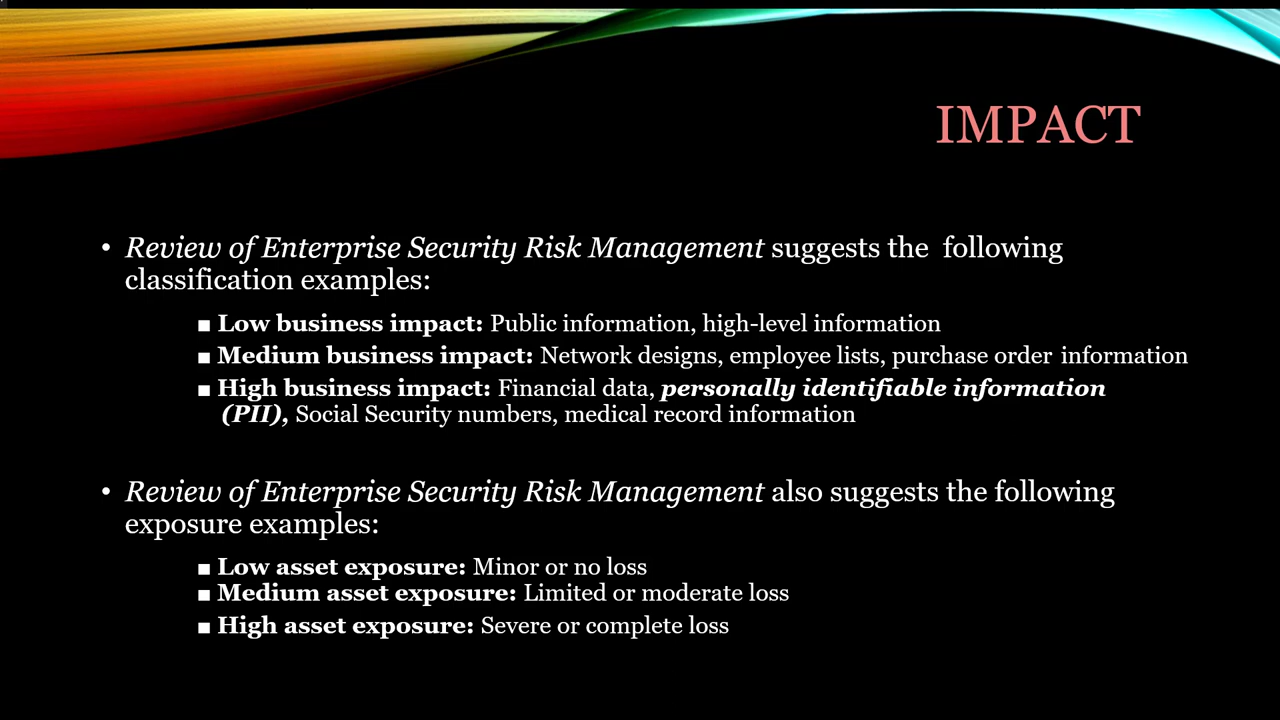 IMPACT
• Review of Enterprise Security Risk Management suggests the following
classification examples:
■ Low business impact: Public information, high-level information
■ Medium business impact: Network designs, employee lists, purchase order information
■ High business impact: Financial data, personally identifiable information
(PII), Social Security numbers, medical record information
• Review of Enterprise Security Risk Management also suggests the following
exposure examples:
■ Low asset exposure: Minor or no loss
■ Medium asset exposure: Limited or moderate loss
■ High asset exposure: Severe or complete loss